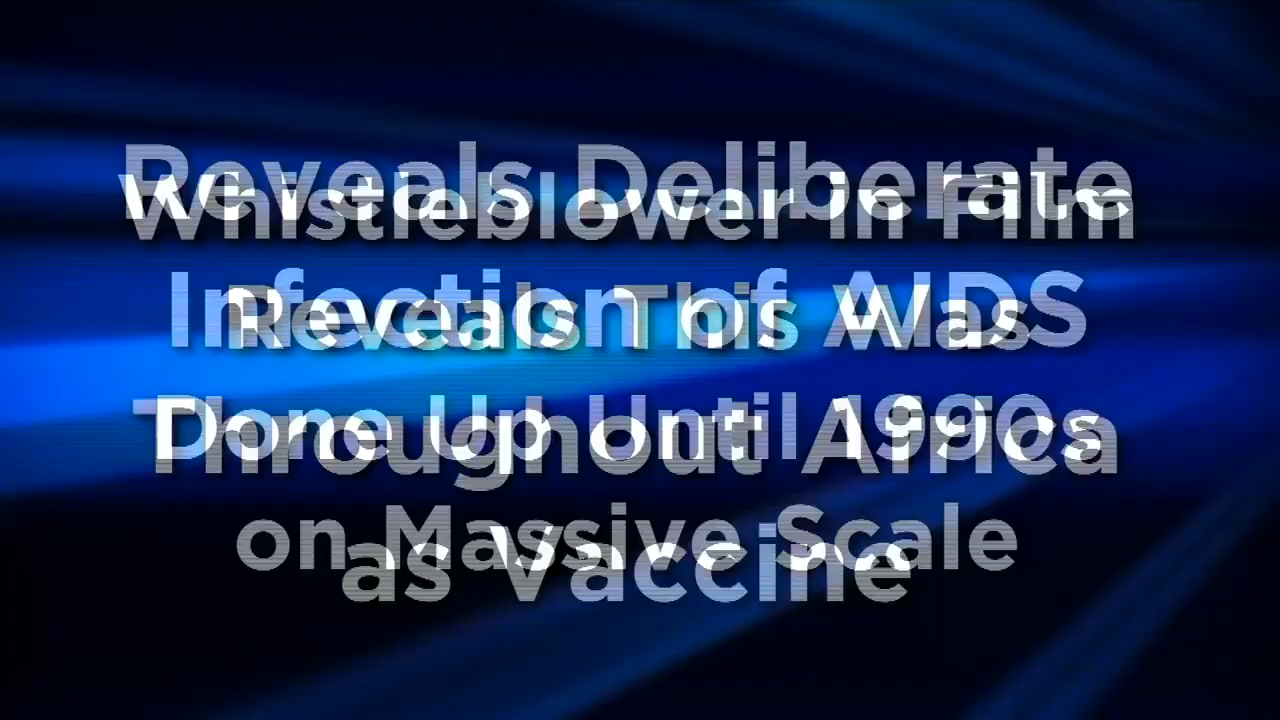 Reveals Deliberate
Infection of AIDS
Throughout Africa
as Vaccine
Whistleblower in Film
Reveals This Was
Done Up Until 1990s
on Massive Scale